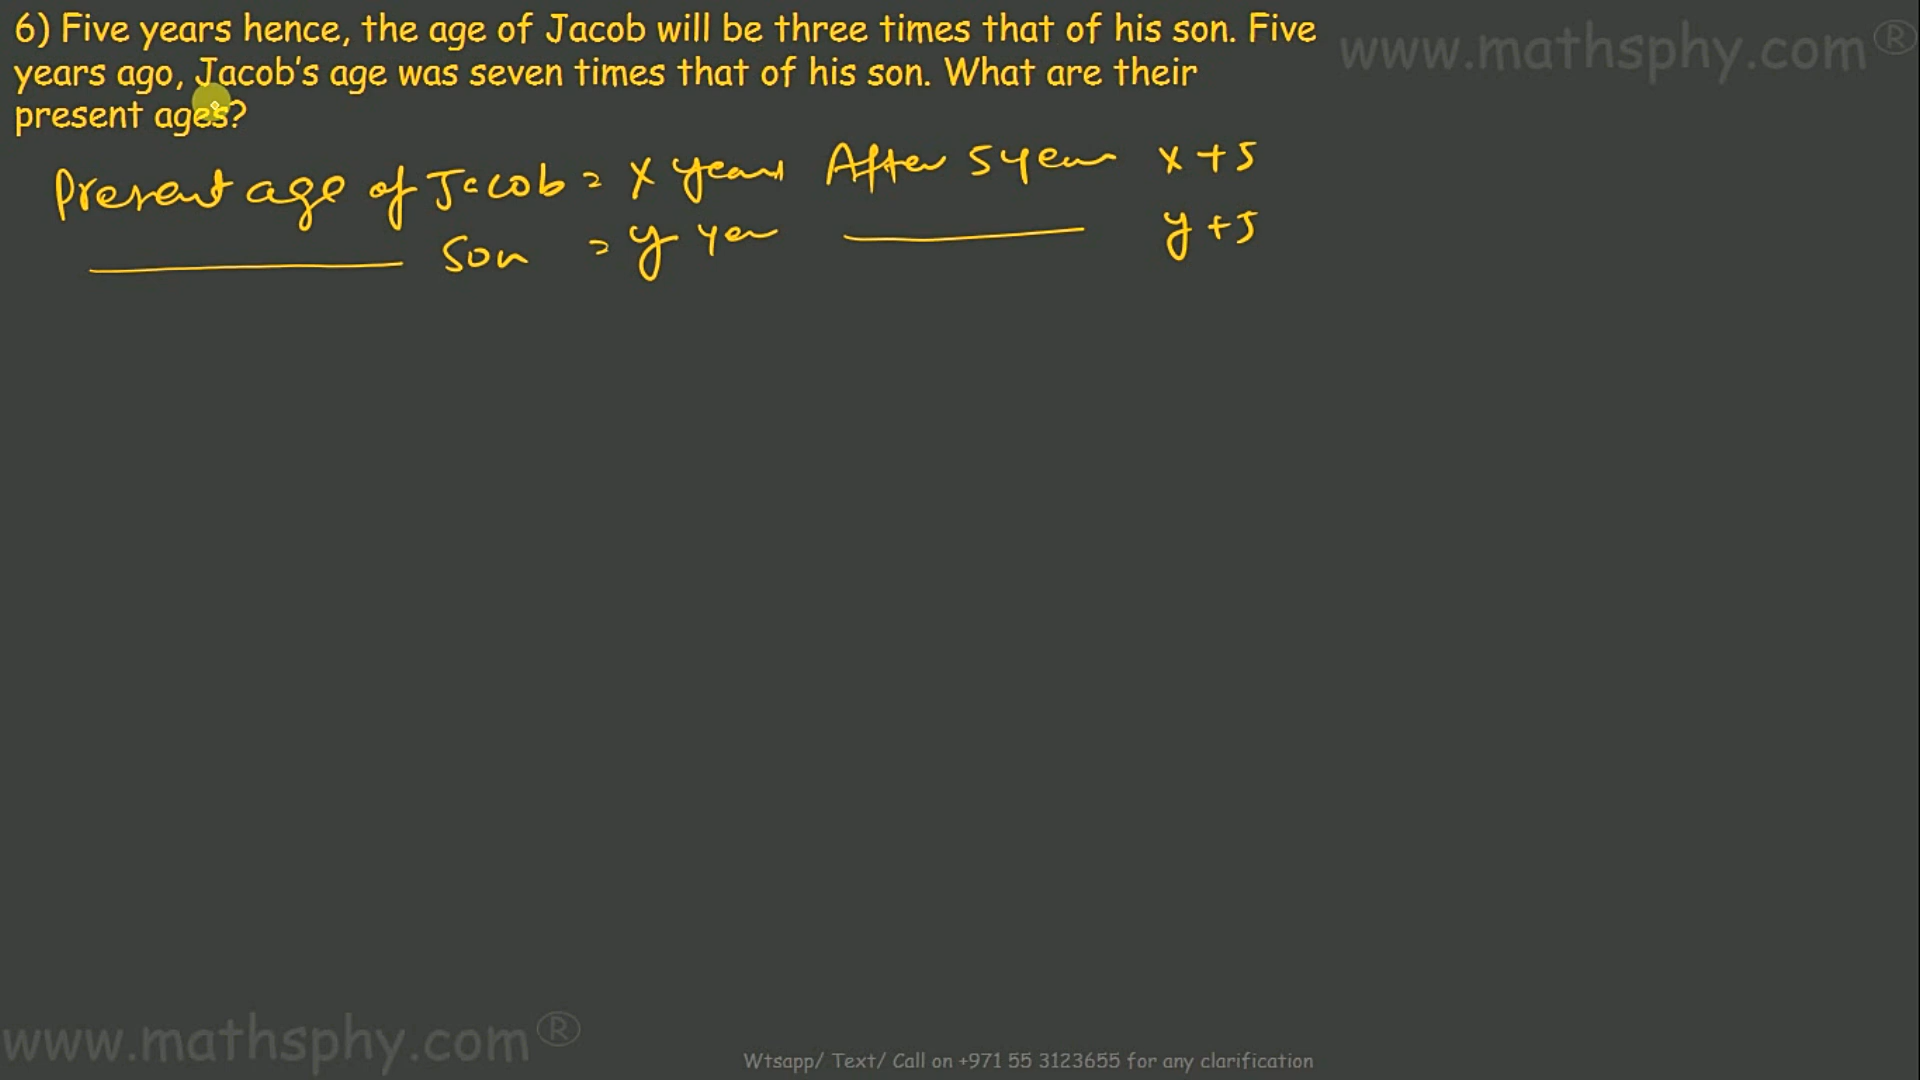 6) Five years hence, the age of Jacob will be three times that of his son. Five
years ago, Jacob's age was seven times that of his son. What are their
present ages?
www.mathsphy.com®
Present age of Jacob = x years After 5 year x+5
son = y yer y+5
www.mathsphy.com®
Wtsapp/ Text/ Call on +971 55 3123655 for any clarification